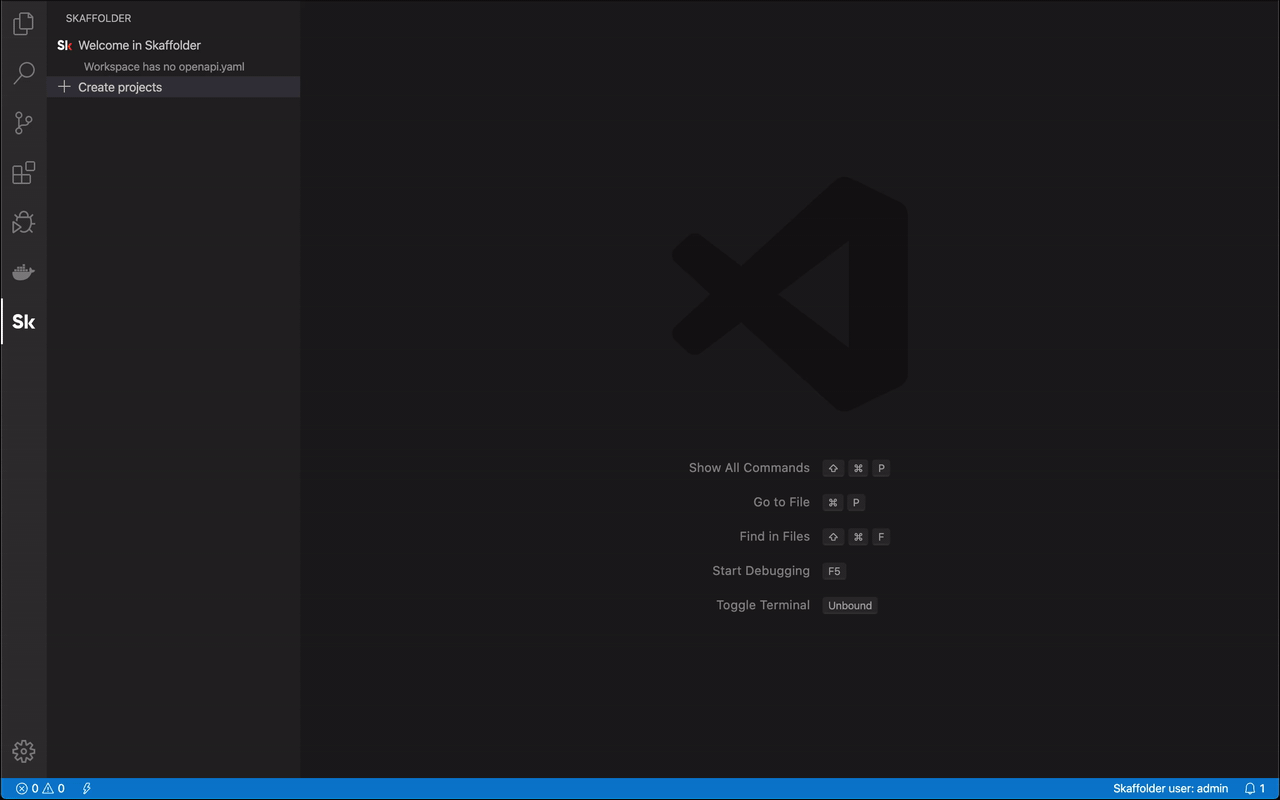 SKAFFOLDER
Sk Welcome in Skaffolder
Workspace has no openapi.yaml
Create projects
Sk
Show All Commands ⇧ ⌘ P
Go to File ⌘ P
Find in Files ⇧ ⌘ F
Start Debugging F5
Toggle Terminal Unbound
0 0 Skaffolder user: admin 1